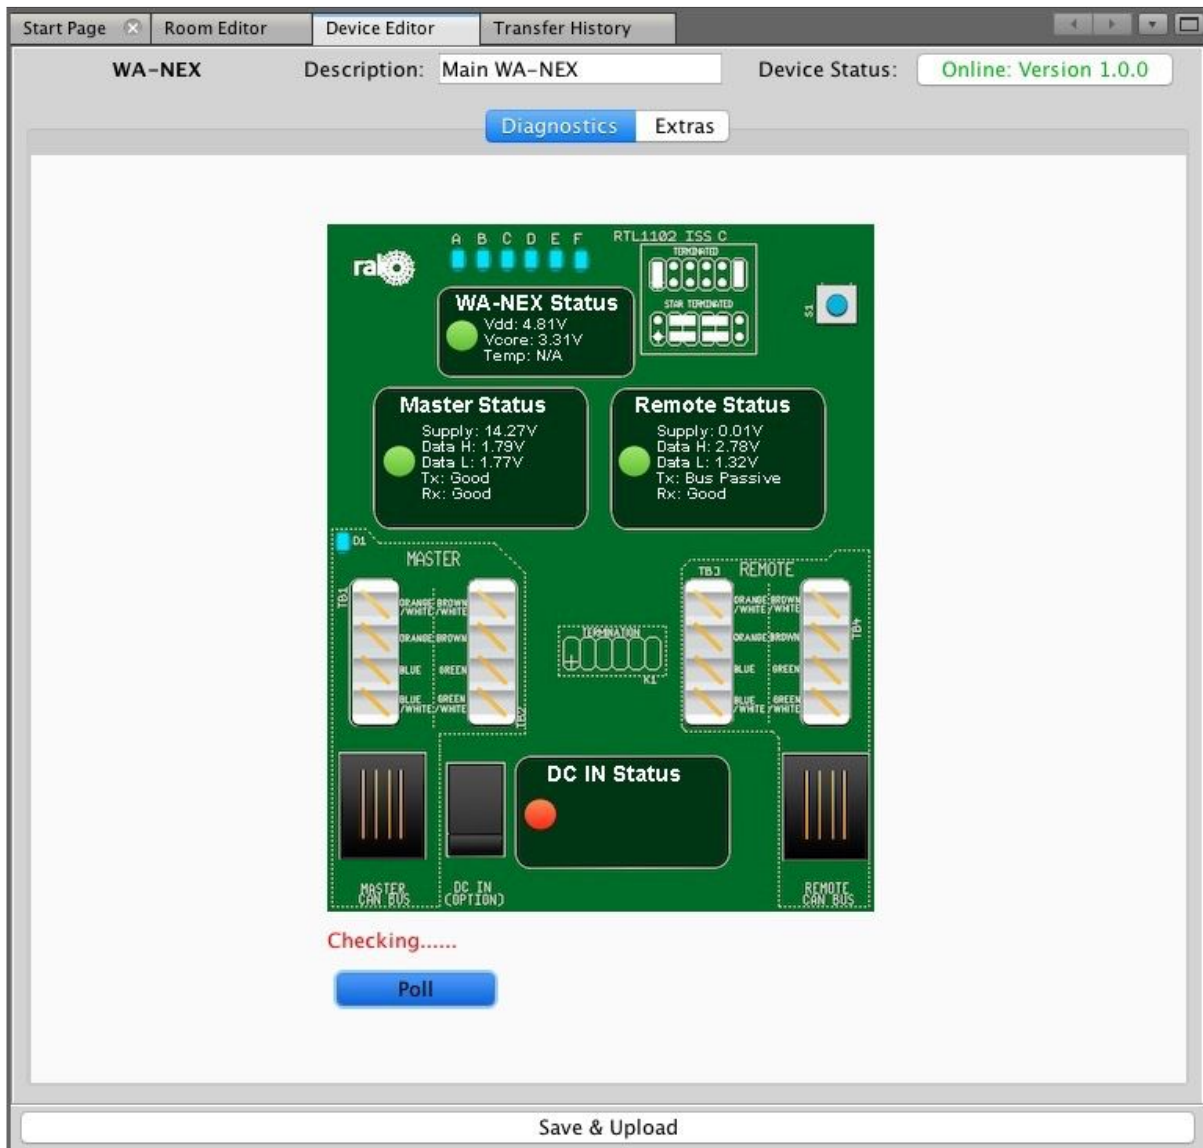 Start Page Room Editor Device Editor Transfer History
WA-NEX Description: Main WA-NEX Device Status: Online: Version 1.0.0
Diagnostics Extras
A B C D E F RTL1102 ISS C
TERMINATED
rako
STAR TERMINATED
S1
WA-NEX Status
Vdd: 4.81V
Vcore: 3.31V
Temp: N/A
Master Status
Supply: 14.27V
Data H: 1.79V
Data L: 1.77V
Tx: Good
Rx: Good
Remote Status
Supply: 0.01V
Data H: 2.78V
Data L: 1.32V
Tx: Bus Passive
Rx: Good
D1
MASTER
TB1
ORANGE/WHITE BROWN/WHITE
ORANGE BROWN
BLUE GREEN
BLUE/WHITE GREEN/WHITE
TB2
TERMINATION
K1
TB3 REMOTE
ORANGE/WHITE BROWN/WHITE
ORANGE BROWN
BLUE GREEN
BLUE/WHITE GREEN/WHITE
TB4
DC IN Status
MASTER
CAN BUS
DC IN
(OPTION)
REMOTE
CAN BUS
Checking......
Poll
Save & Upload